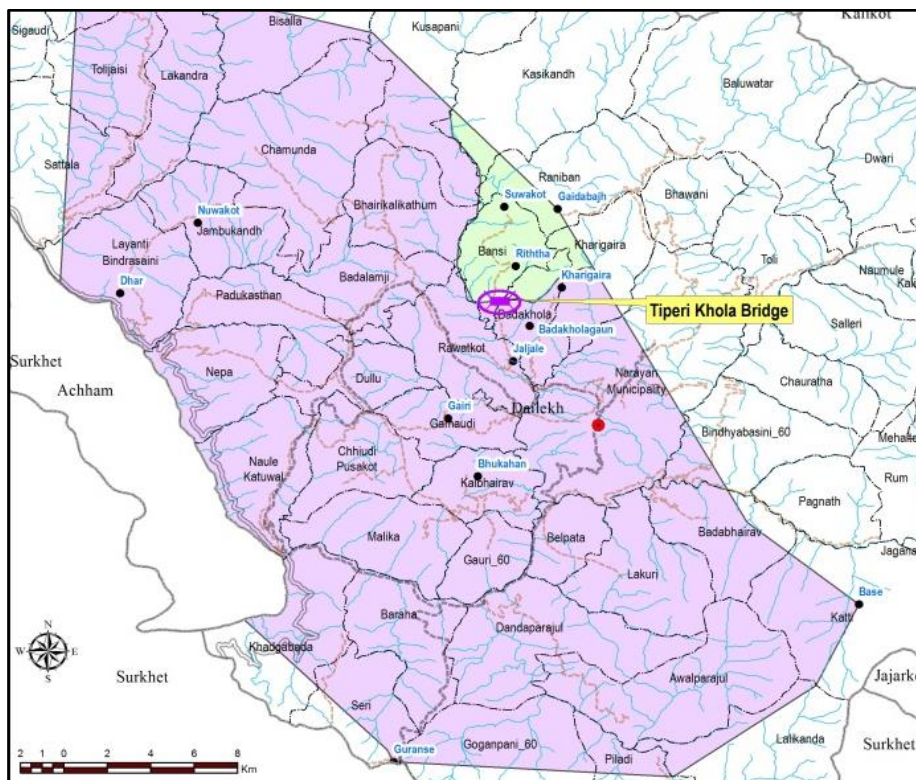 Kalikot
Bisalla
Kusapani
Sigaudi
Tolijaisi
Lakandra
Kasikandh
Baluwatar
Chamunda
Dwari
Sattala
Raniban
Bhawani
Bhairikalikathum
Suwakot
Gaidabajh
Nuwakot
Jambukandh
Layanti
Bindrasaini
Bansi
Kharigaira
Toli
Riththa
Badalamji
Naumule
Dhar
Padukasthan
Kharigaira
Tiperi Khola Bridge
Badakhola
Badakholagaun
Salleri
Surkhet
Rawatkot
Jaljale
Nepa
Narayan
Municipality
Chauratha
Achham
Dullu
Dailekh
Gairi
Gamaudi
Bindhyabasini_60
Chhiudi
Pusakot
Naule
Katuwal
Bhukahan
Kalbhairav
Rum
Pagnath
Malika
Belpata
Badabhairav
Gauri_60
Lakuri
Base
Katti
Baraha
Dandaparajul
N
W E
S
Khadgabada
Surkhet
Awalparajul
Seri
Lalikanda
Surkhet
Guranse
Goganpani_60
Piladi
2 1 0 2 4 6 8
Km